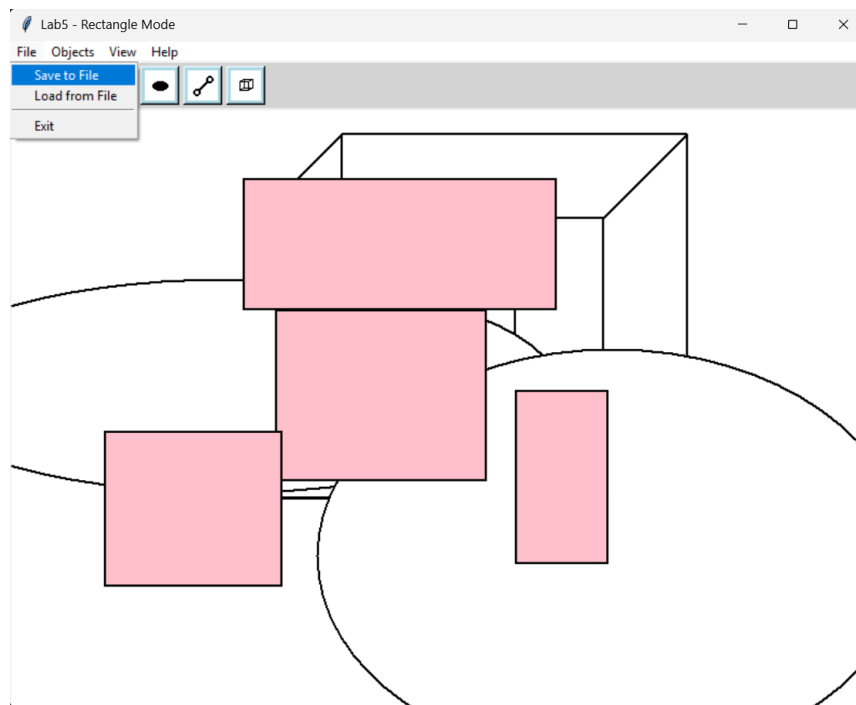 Lab5 - Rectangle Mode
File Objects View Help
Save to File
Load from File
Exit